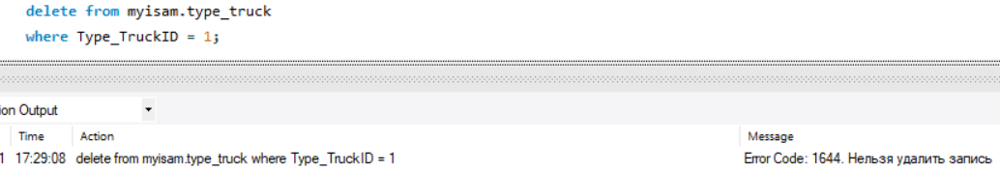 delete from myisam.type_truck
where Type_TruckID = 1;
ion Output
Time Action Message
1 17:29:08 delete from myisam.type_truck where Type_TruckID = 1 Error Code: 1644. Нельзя удалить запись